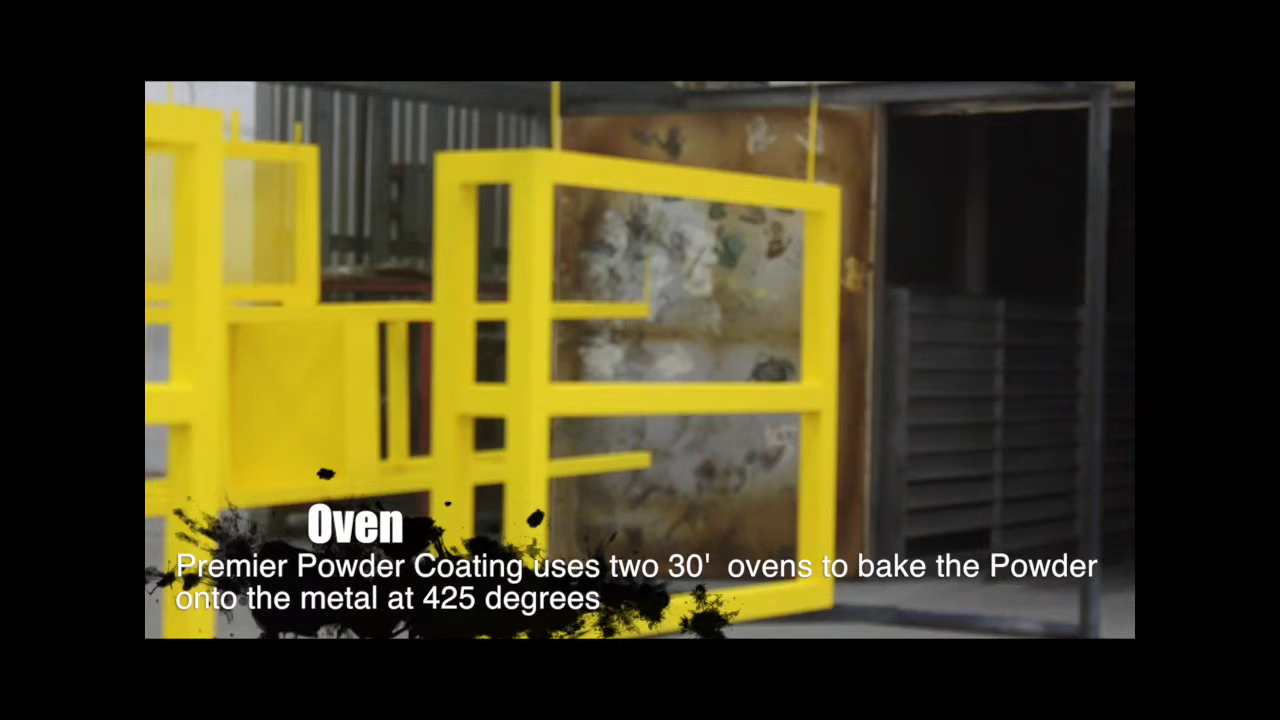 Oven
Premier Powder Coating uses two 30' ovens to bake the Powder
onto the metal at 425 degrees